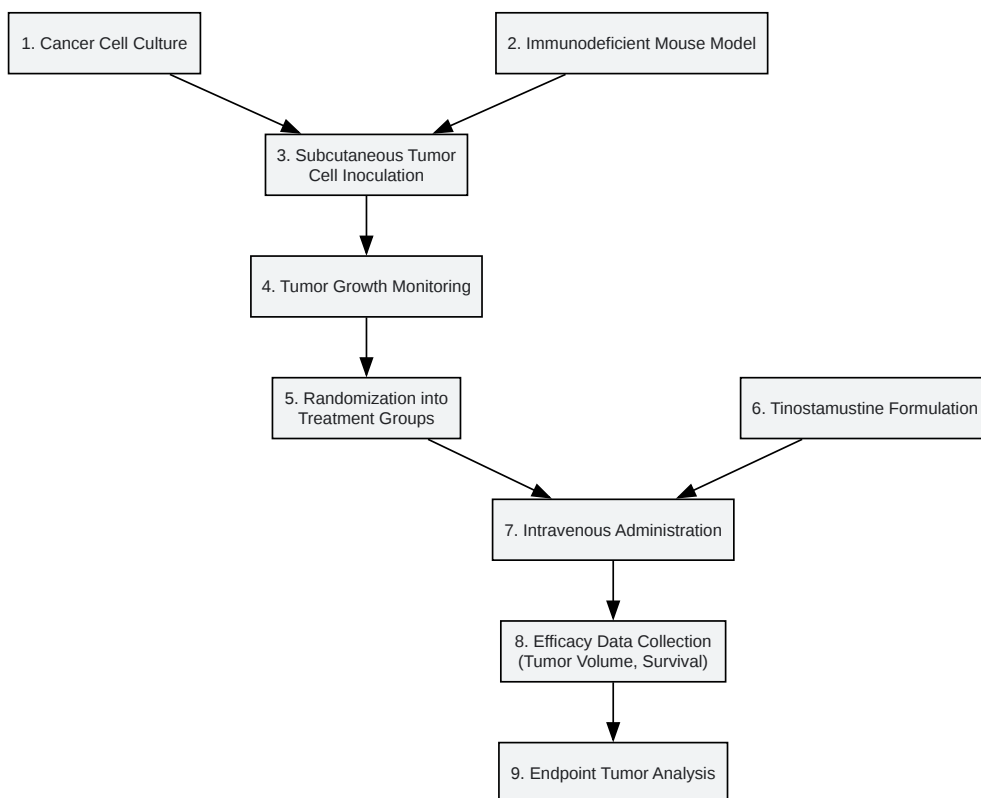 1. Cancer Cell Culture
2. Immunodeficient Mouse Model
3. Subcutaneous Tumor
Cell Inoculation
4. Tumor Growth Monitoring
5. Randomization into
Treatment Groups
6. Tinostamustine Formulation
7. Intravenous Administration
8. Efficacy Data Collection
(Tumor Volume, Survival)
9. Endpoint Tumor Analysis